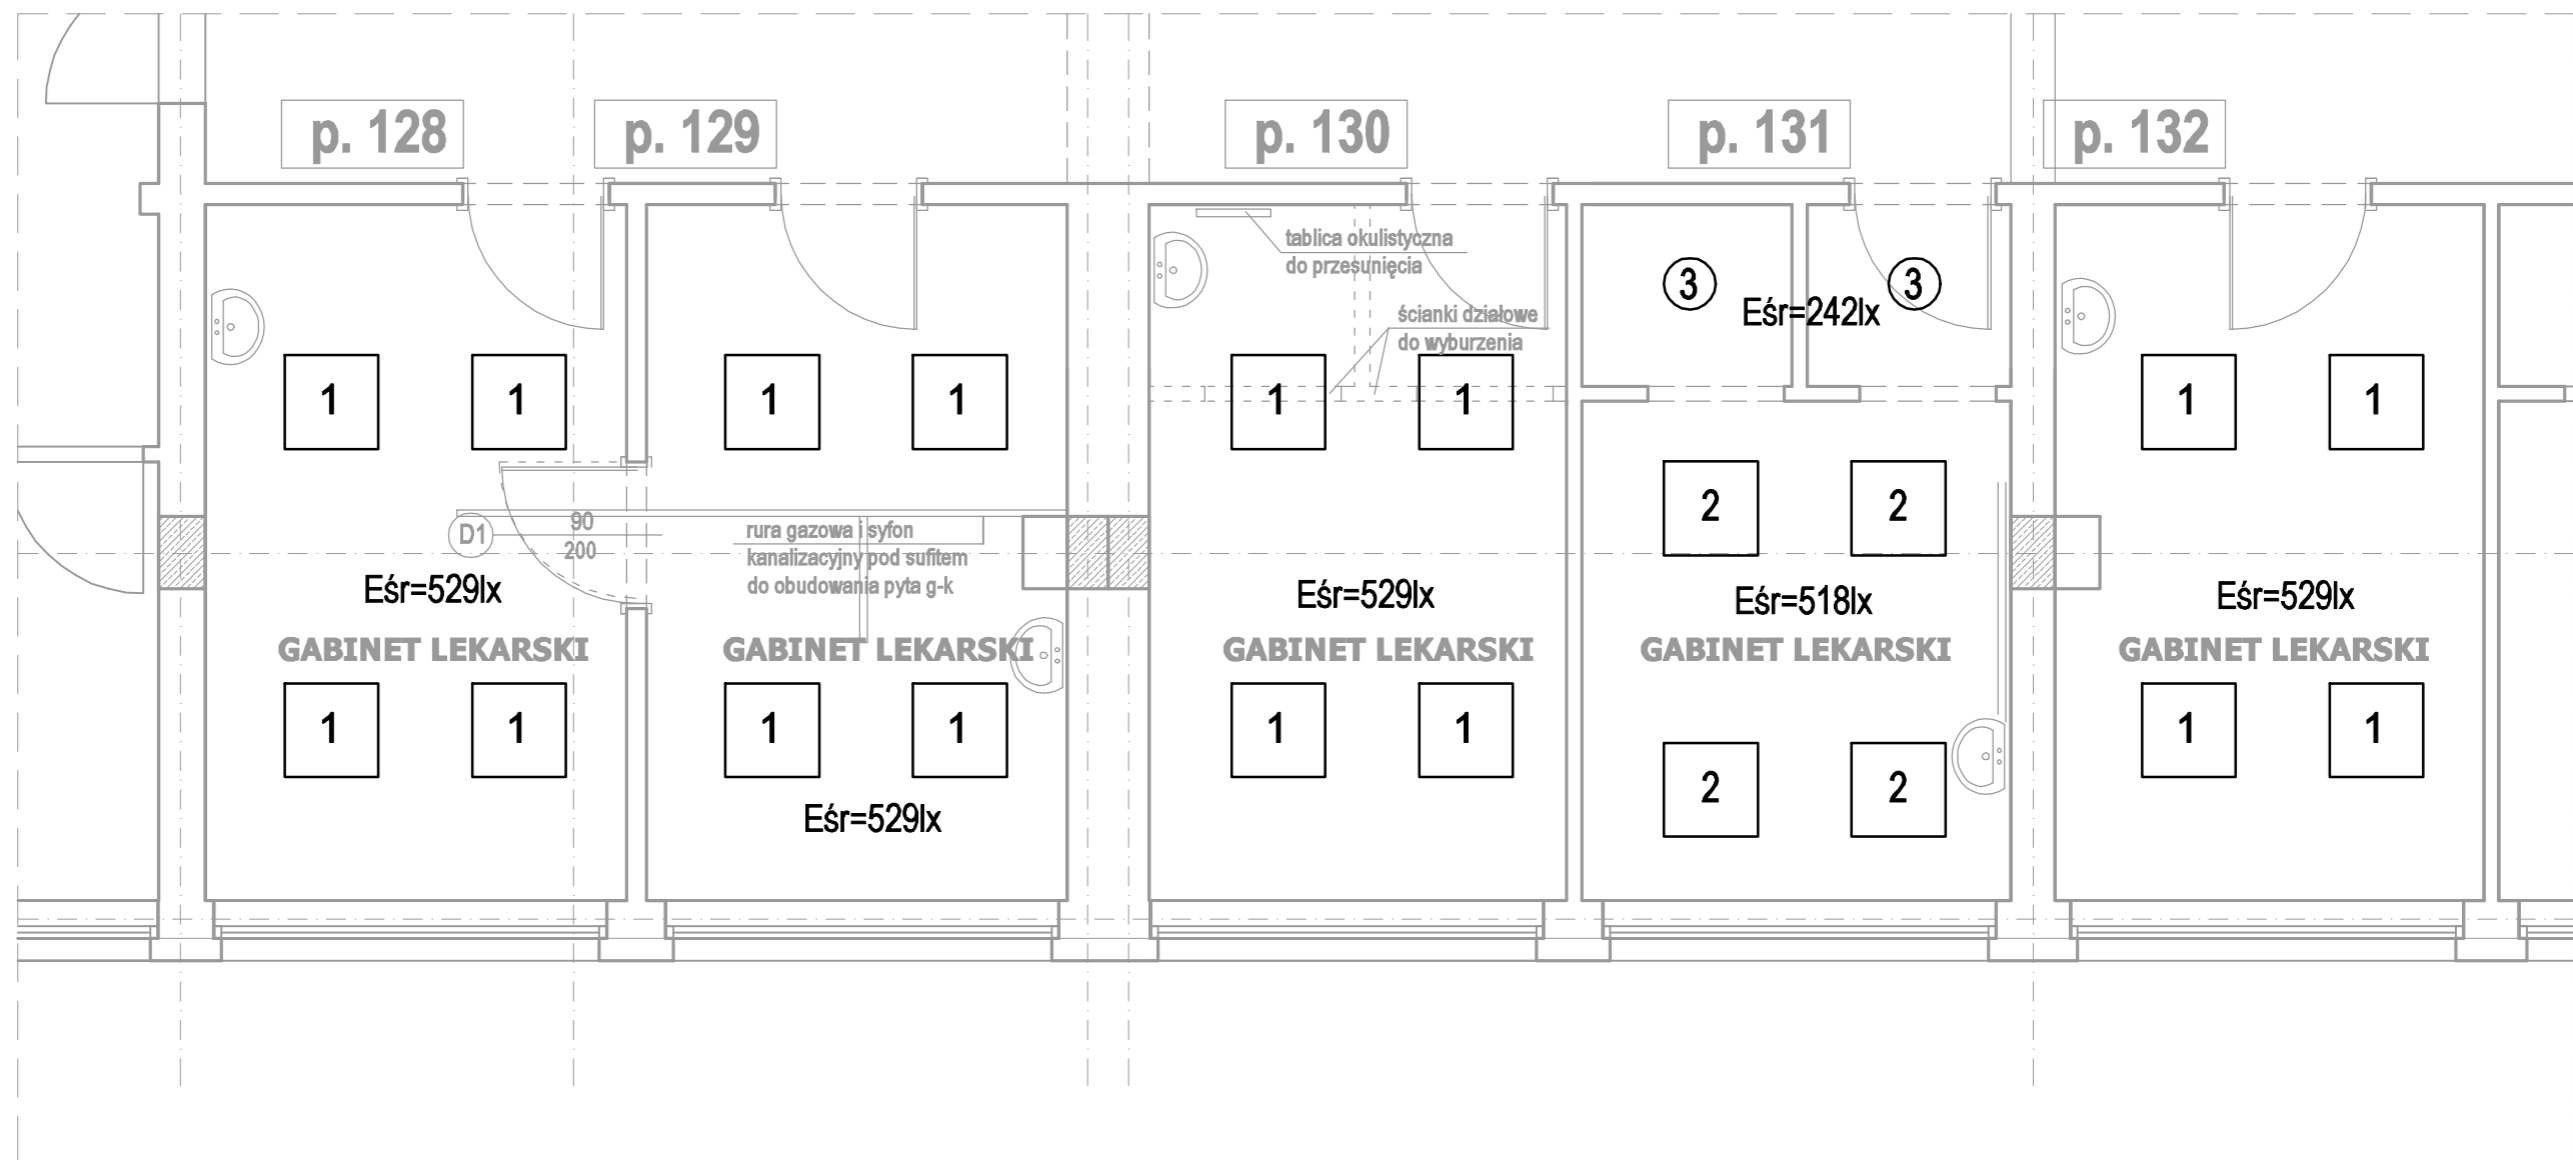 p. 128
p. 129
p. 130
p. 131
p. 132
tablica okulistyczna
do przesunięcia
ścianki działowe
do wyburzenia
3
3
Eśr=242lx
1
1
1
1
1
1
1
1
2
2
D1
90
200
rura gazowa i syfon
kanalizacyjny pod sufitem
do obudowania pyta g-k
Eśr=529lx
Eśr=529lx
Eśr=518lx
Eśr=529lx
GABINET LEKARSKI
GABINET LEKARSKI
GABINET LEKARSKI
GABINET LEKARSKI
GABINET LEKARSKI
1
1
1
1
1
1
1
1
2
2
Eśr=529lx